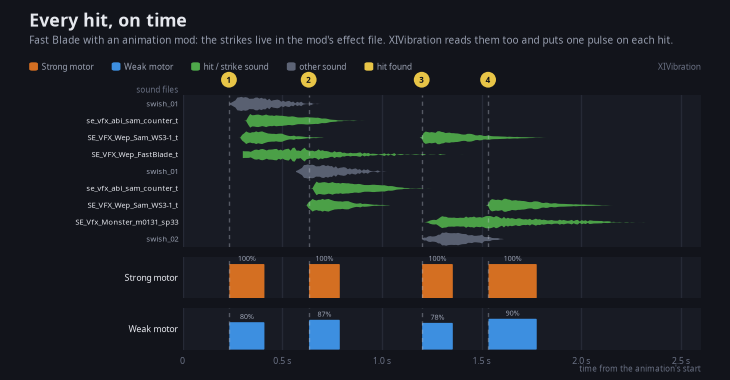 Every hit, on time
Fast Blade with an animation mod: the strikes live in the mod's effect file. XIVibration reads them too and puts one pulse on each hit.
Strong motor Weak motor hit / strike sound other sound hit found XIVibration
1 2 3 4
sound files
swish_01
se_vfx_abi_sam_counter_t
SE_VFX_Wep_Sam_WS3-1_t
SE_VFX_Wep_FastBlade_t
swish_01
se_vfx_abi_sam_counter_t
SE_VFX_Wep_Sam_WS3-1_t
SE_Vfx_Monster_m0131_sp33
swish_02
100% 100% 100% 100%
Strong motor
80% 87% 78% 90%
Weak motor
0 0.5 s 1.0 s 1.5 s 2.0 s 2.5 s
time from the animation's start